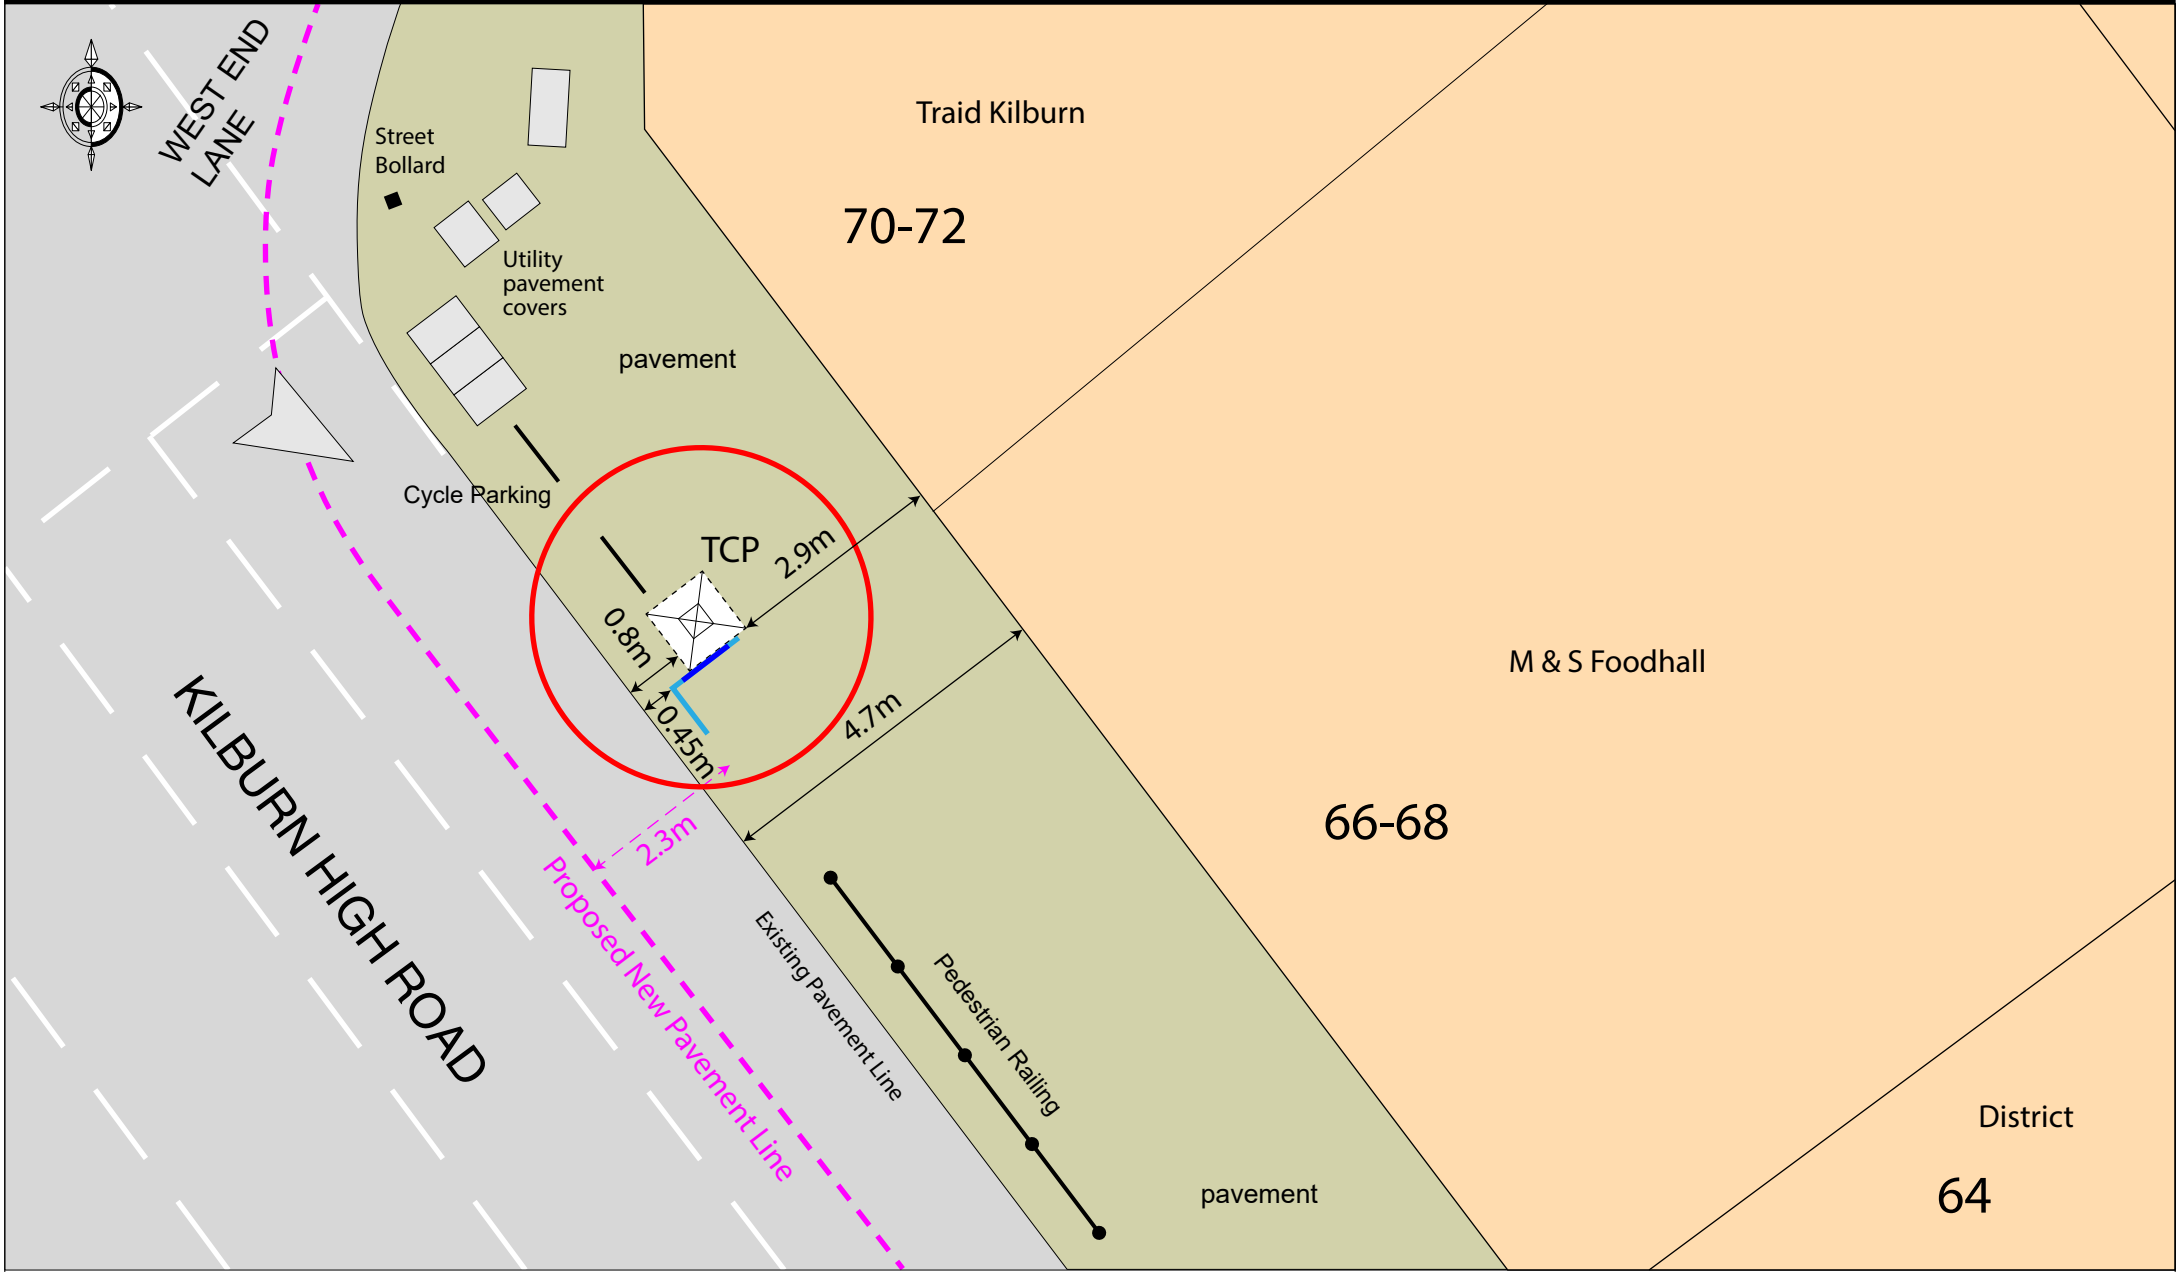 WEST END
LANE
Street
Bollard
Traid Kilburn
70-72
Utility
pavement
covers
pavement
Cycle Parking
TCP
2.9m
0.8m
0.45m
4.7m
2.3m
M & S Foodhall
66-68
KILBURN HIGH ROAD
Proposed New Pavement Line
Existing Pavement Line
Pedestrian Railing
pavement
District
64